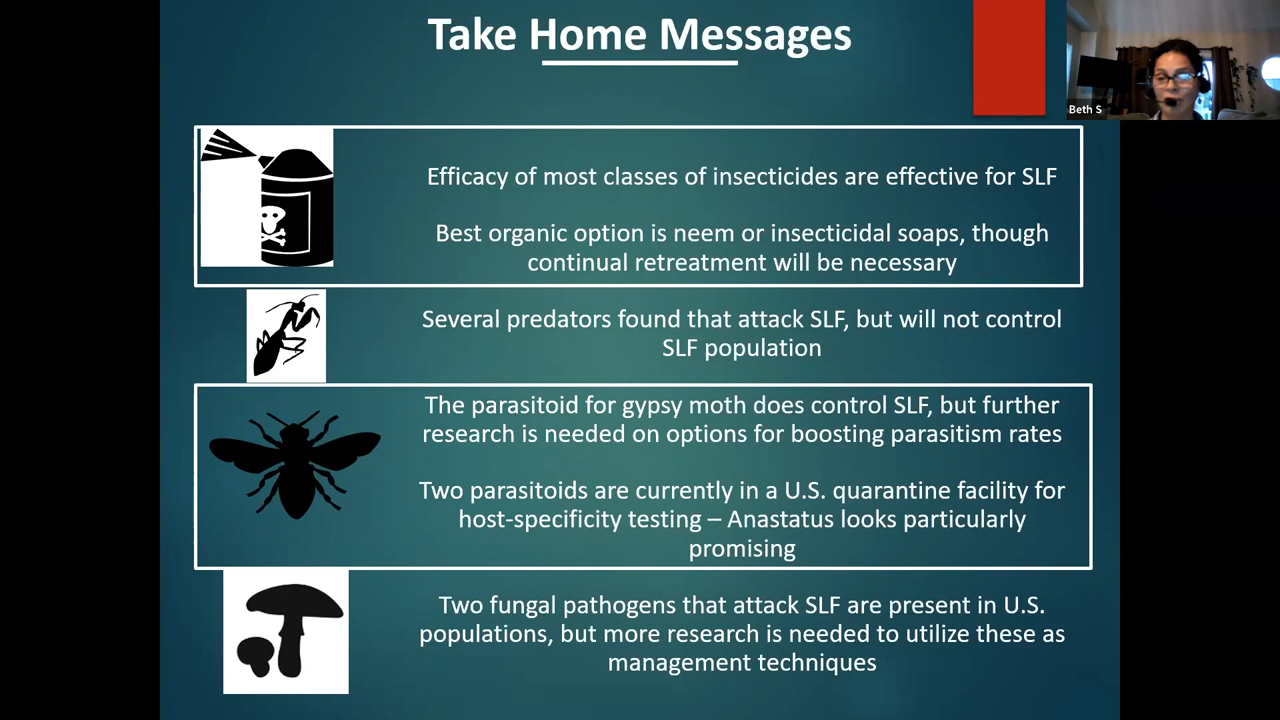 Take Home Messages
Beth S
Efficacy of most classes of insecticides are effective for SLF
Best organic option is neem or insecticidal soaps, though
continual retreatment will be necessary
Several predators found that attack SLF, but will not control
SLF population
The parasitoid for gypsy moth does control SLF, but further
research is needed on options for boosting parasitism rates
Two parasitoids are currently in a U.S. quarantine facility for
host-specificity testing – Anastatus looks particularly
promising
Two fungal pathogens that attack SLF are present in U.S.
populations, but more research is needed to utilize these as
management techniques